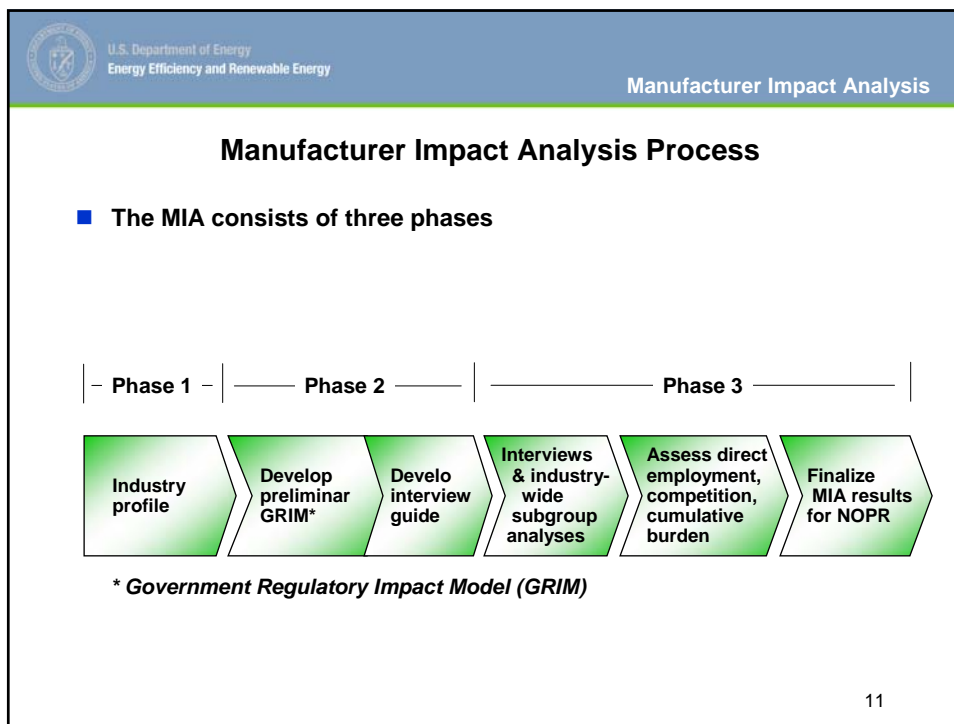 U.S. Department of Energy
Energy Efficiency and Renewable Energy
Manufacturer Impact Analysis
Manufacturer Impact Analysis Process
The MIA consists of three phases
Phase 1
Phase 2
Phase 3
Industry
profile
Develop
preliminar
GRIM*
Develo
interview
guide
Interviews
& industry-
wide
subgroup
analyses
Assess direct
employment,
competition,
cumulative
burden
Finalize
MIA results
for NOPR
* Government Regulatory Impact Model (GRIM)
11